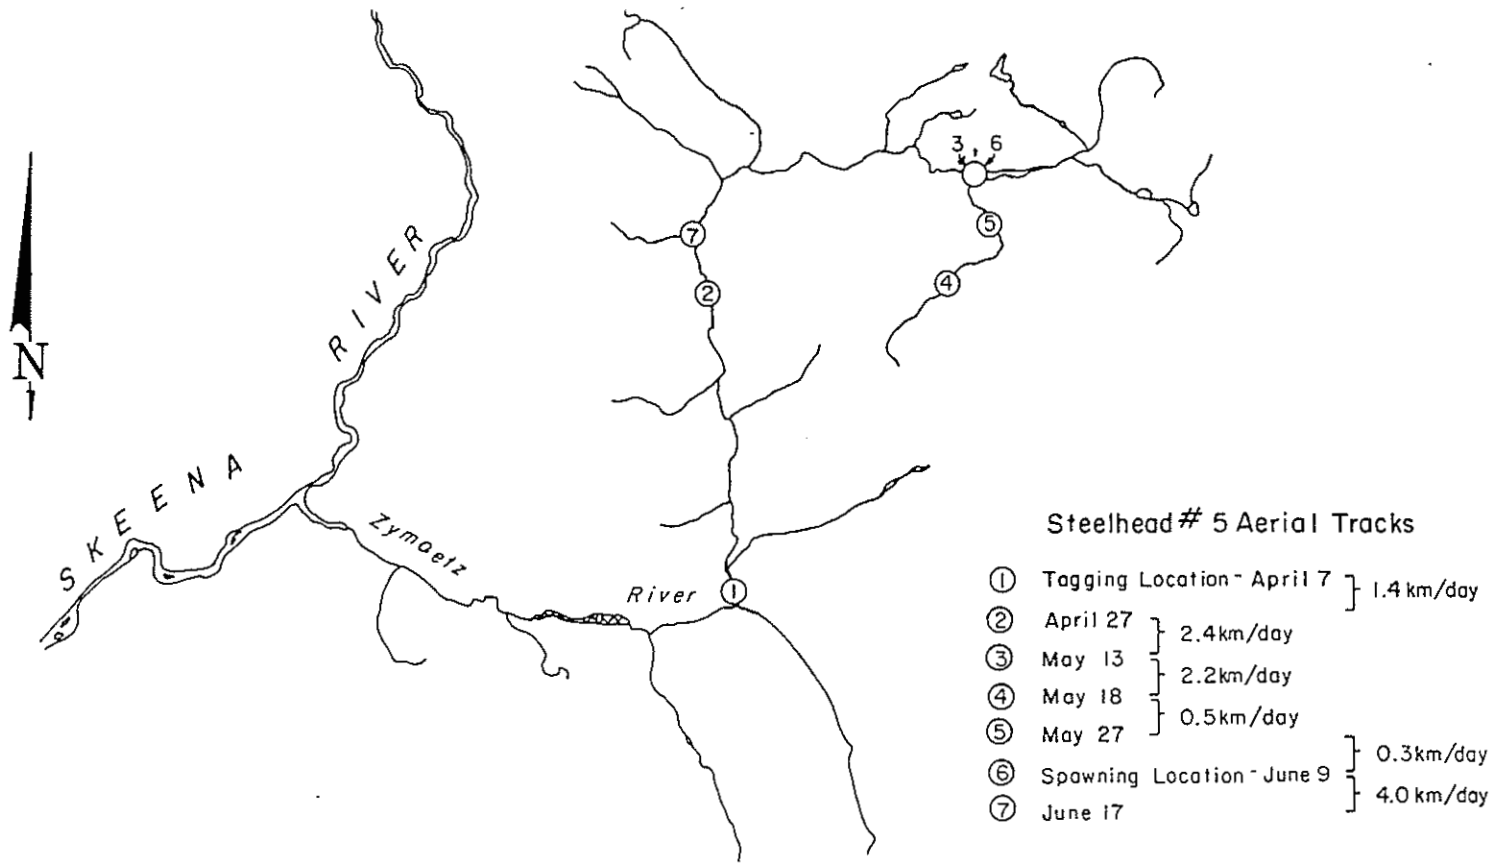 3 6
5
7
4
2
N
SKEENA RIVER
Zymoetz River
1
Steelhead # 5 Aerial Tracks
1 Tagging Location - April 7 1.4 km/day
2 April 27
2.4 km/day
3 May 13
2.2 km/day
4 May 18
0.5 km/day
5 May 27
0.3 km/day
6 Spawning Location - June 9
4.0 km/day
7 June 17